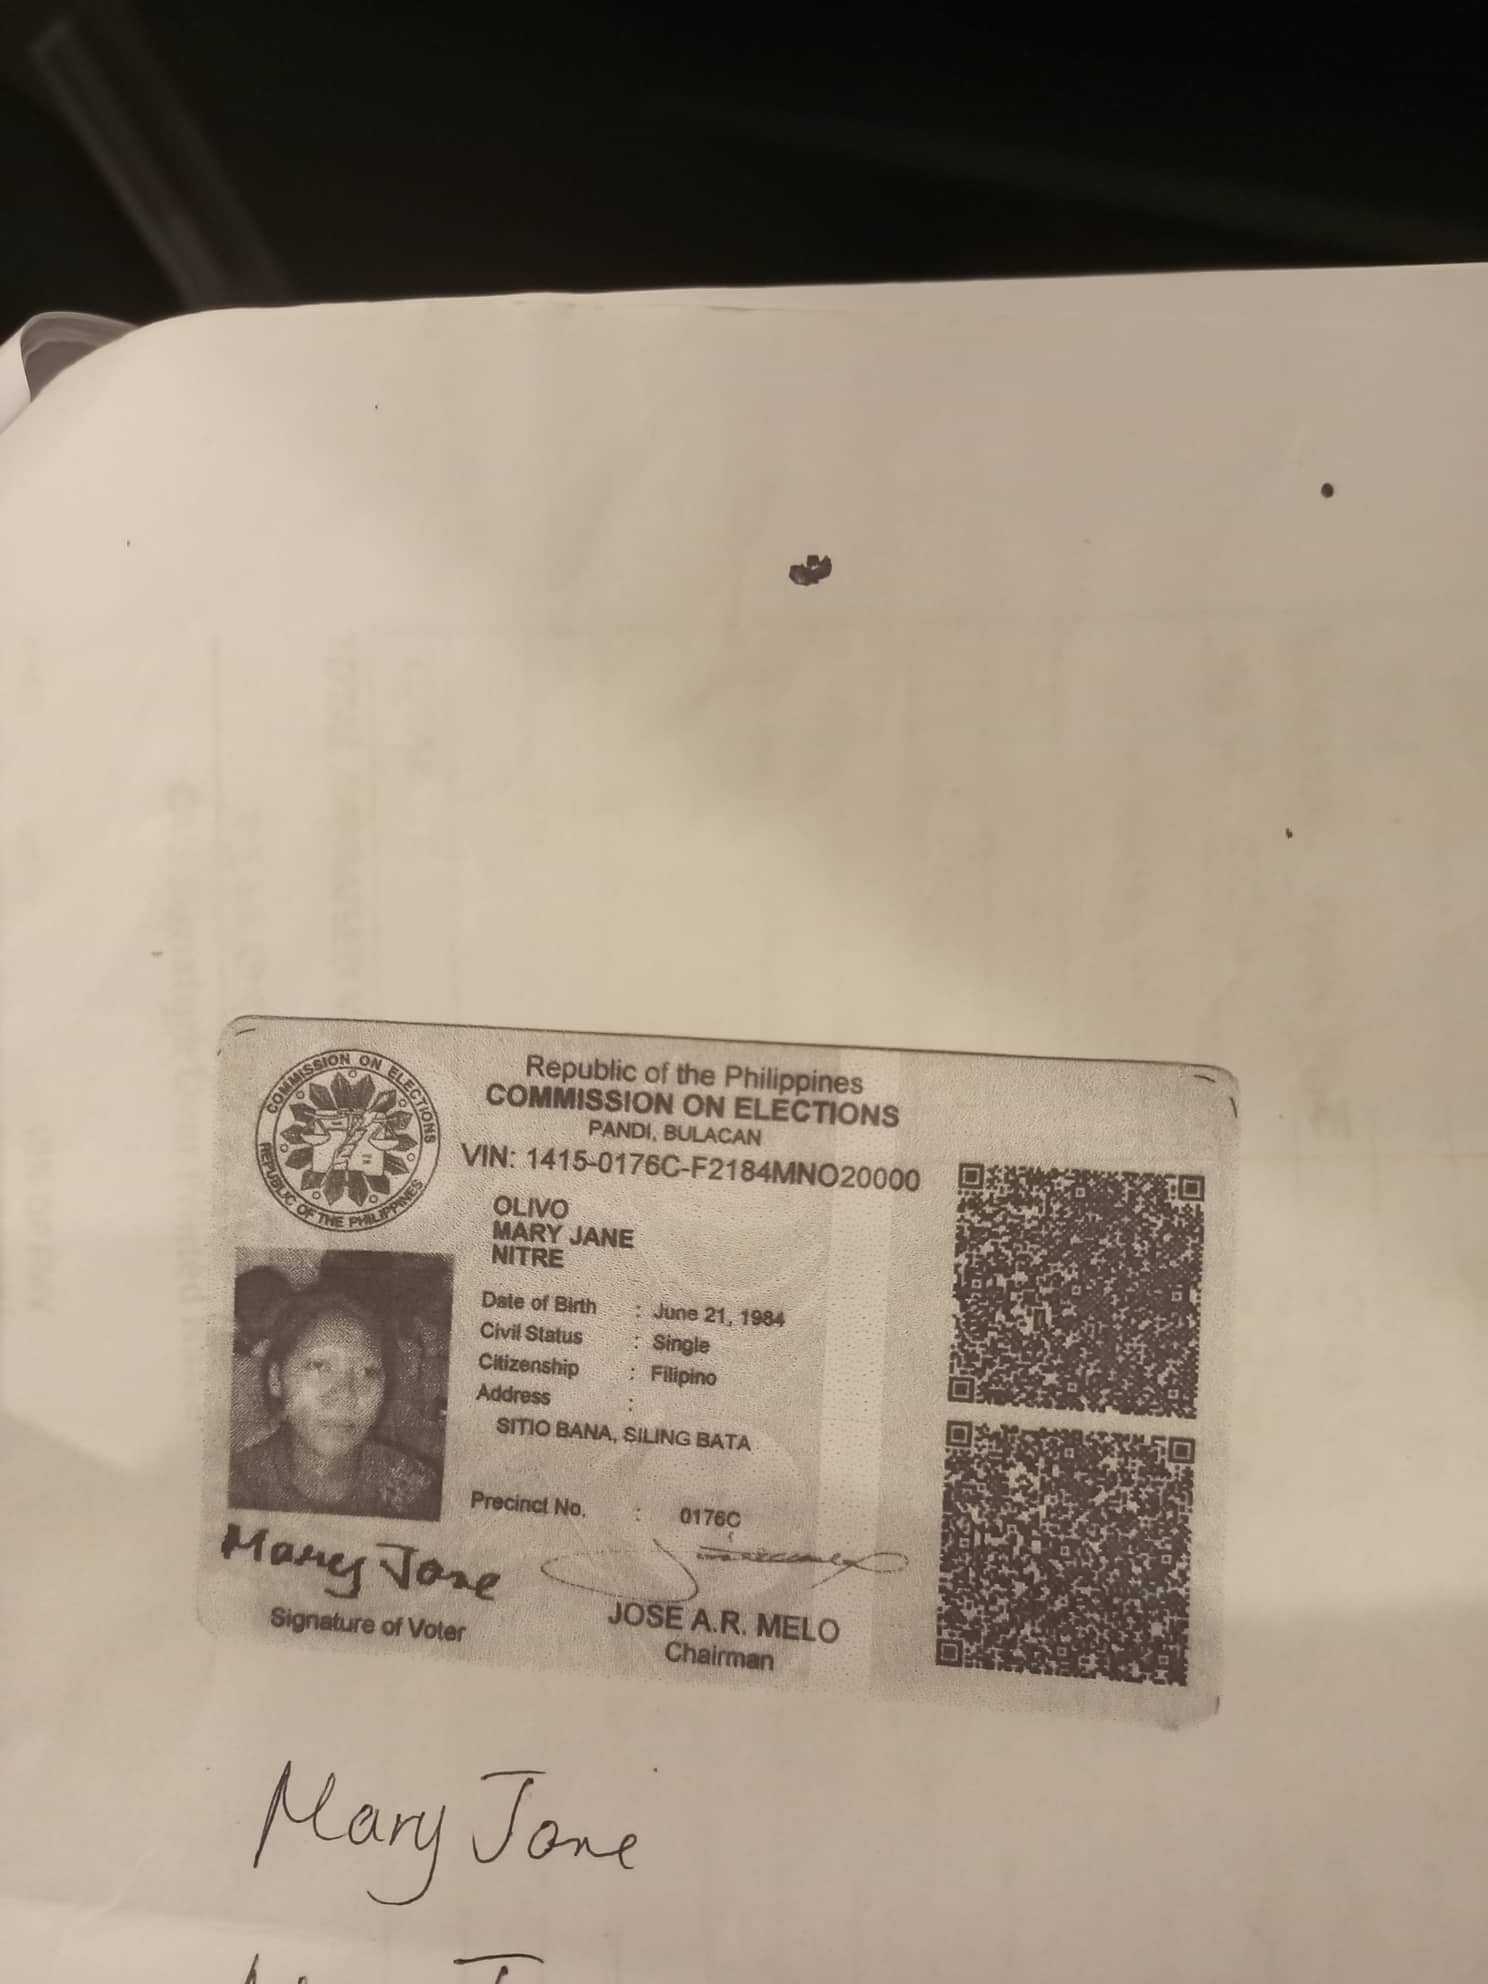 COMMISSION ON ELECTIONS
REPUBLIC OF THE PHILIPPINES
Republic of the Philippines
COMMISSION ON ELECTIONS
PANDI, BULACAN
VIN: 1415-0176C-F2184MNO20000
OLIVO
MARY JANE
NITRE
Date of Birth : June 21, 1984
Civil Status : Single
Citizenship : Filipino
Address :
SITIO BANA, SILING BATA
Precinct No. : 0176C
Mary Jane
Signature of Voter
JOSE A.R. MELO
Chairman
Mary Jane